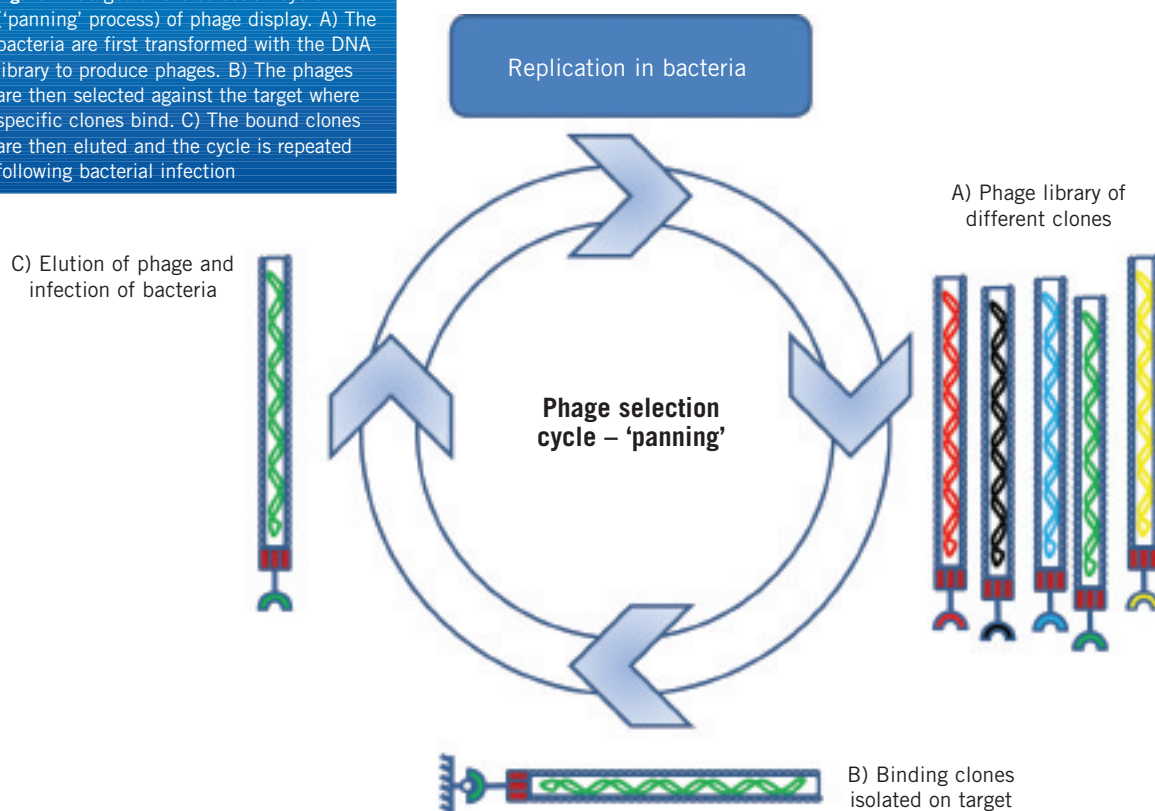 ('panning' process) of phage display. A) The
bacteria are first transformed with the DNA
library to produce phages. B) The phages
are then selected against the target where
specific clones bind. C) The bound clones
are then eluted and the cycle is repeated
following bacterial infection
Replication in bacteria
A) Phage library of
different clones
C) Elution of phage and
infection of bacteria
Phage selection
cycle – ‘panning’
B) Binding clones
isolated on target